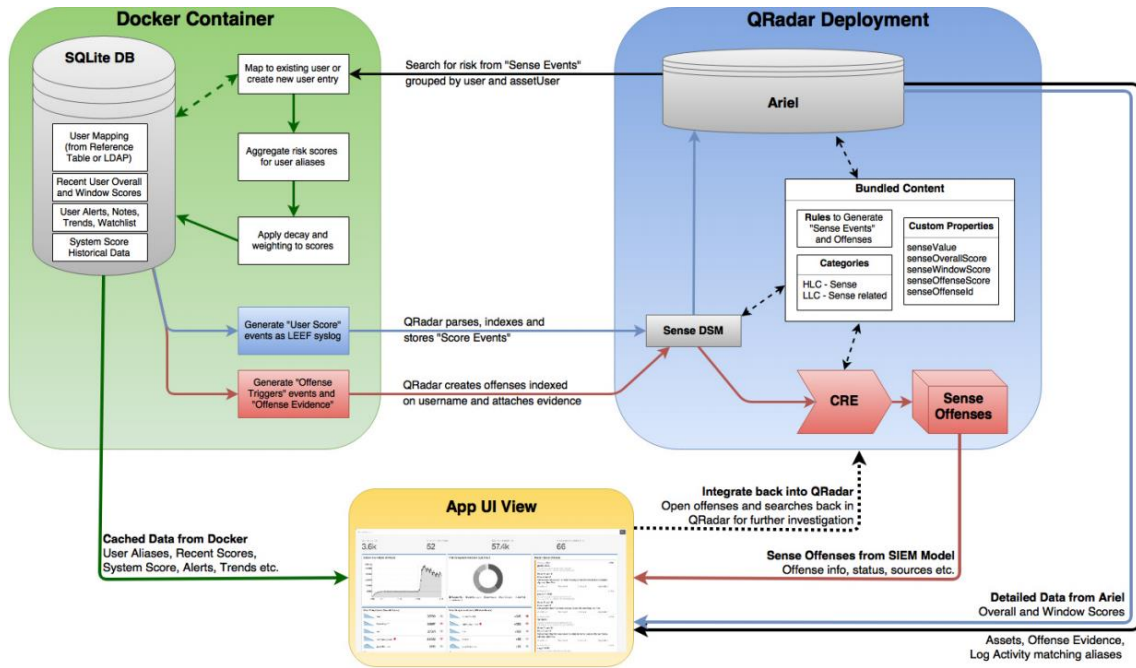 Docker Container
QRadar Deployment
SQLite DB
User Mapping
(from Reference
Table or LDAP)
Recent User Overall
and Window Scores
User Alerts, Notes,
Trends, Watchlist
System Score
Historical Data
Map to existing user or
create new user entry
Aggregate risk scores
for user aliases
Apply decay and
weighting to scores
Search for risk from "Sense Events"
grouped by user and assetUser
Ariel
Bundled Content
Rules to Generate
"Sense Events"
and Offenses
Categories
HLC - Sense
LLC - Sense related
Custom Properties
senseValue
senseOverallScore
senseWindowScore
senseOffenseScore
senseOffenseId
Generate "User Score"
events as LEEF syslog
QRadar parses, indexes and
stores "Score Events"
Sense DSM
Generate "Offense
Triggers" events and
"Offense Evidence"
QRadar creates offenses indexed
on username and attaches evidence
CRE
Sense
Offenses
App UI View
3.6k
52
57.4k
66
Integrate back into QRadar
Open offenses and searches back in
QRadar for further investigation
Cached Data from Docker
User Aliases, Recent Scores,
System Score, Alerts, Trends etc.
Sense Offenses from SIEM Model
Offense info, status, sources etc.
Detailed Data from Ariel
Overall and Window Scores
Assets, Offense Evidence,
Log Activity matching aliases